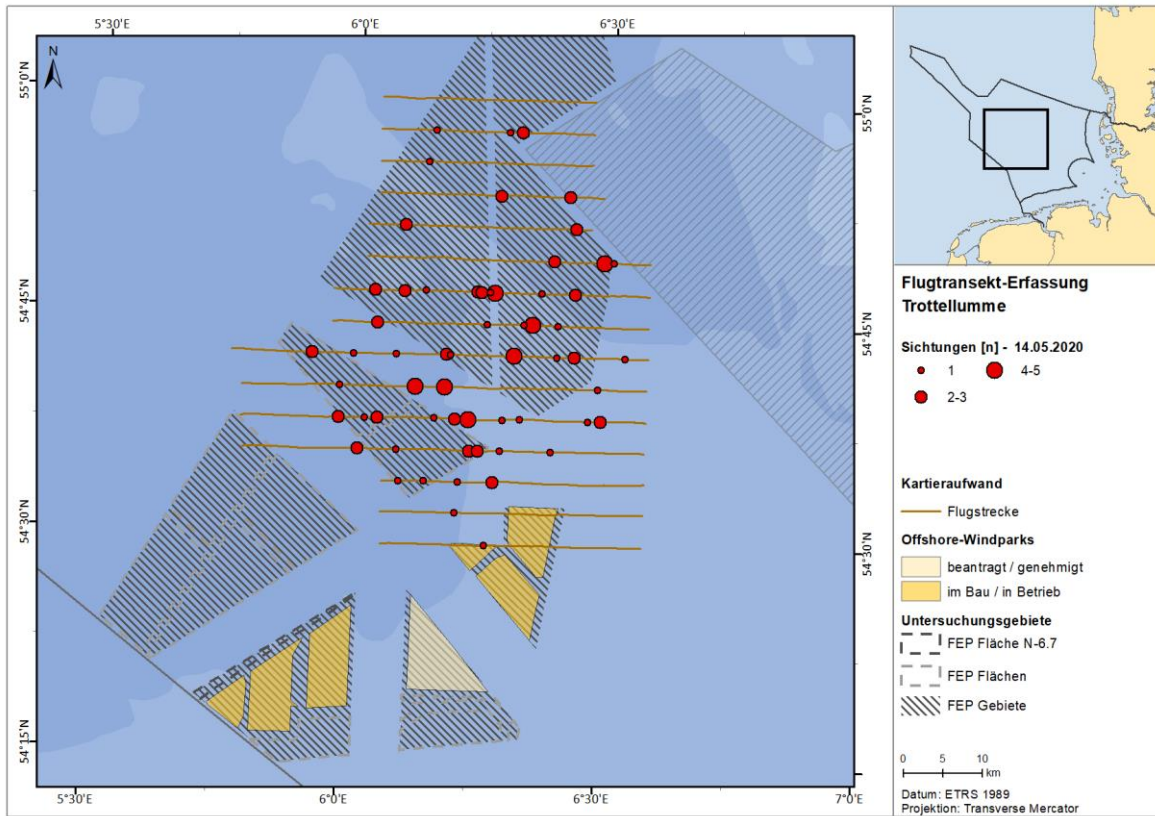 5°30'E
6°0'E
6°30'E
N
55°0'N
55°0'N
54°45'N
54°45'N
54°30'N
54°30'N
54°15'N
54°15'N
5°30'E
6°0'E
6°30'E
7°0'E
Flugtransekt-Erfassung
Trottellumme
Sichtungen [n] - 14.05.2020
1
4-5
2-3
Kartieraufwand
Flugstrecke
Offshore-Windparks
beantragt / genehmigt
im Bau / in Betrieb
Untersuchungsgebiete
FEP Fläche N-6.7
FEP Flächen
FEP Gebiete
0 5 10
km
Datum: ETRS 1989
Projektion: Transverse Mercator